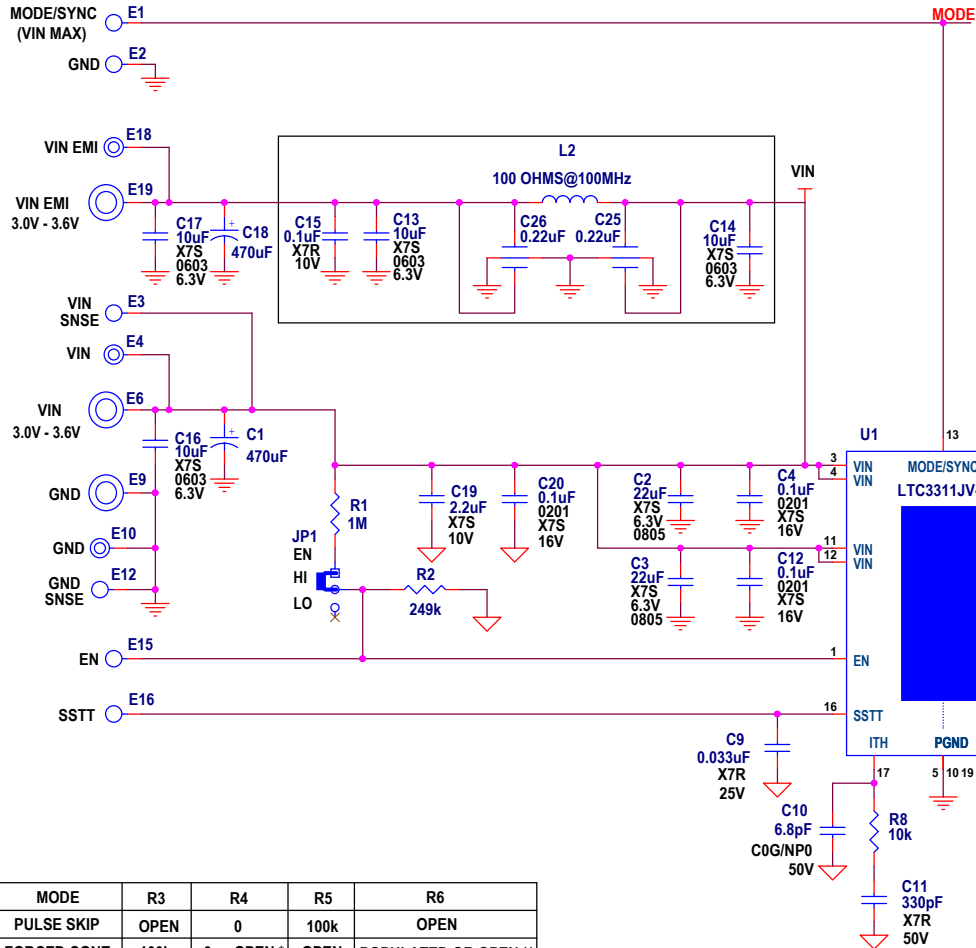 MODE/SYNC
(VIN MAX)
E1
MODE
E2
GND
E18
VIN EMI
E19
VIN EMI
3.0V - 3.6V
C17
10uF
X7S
0603
6.3V
+
C18
470uF
L2
100 OHMS@100MHz
C15
0.1uF
X7R
10V
C13
10uF
X7S
0603
6.3V
C26
0.22uF
C25
0.22uF
C14
10uF
X7S
0603
6.3V
VIN
VIN
SNSE
E3
VIN
E4
VIN
E6
3.0V - 3.6V
C16
10uF
X7S
0603
6.3V
+
C1
470uF
GND
E9
GND
E10
GND
SNSE
E12
R1
1M
JP1
EN
HI
LO
R2
249k
C19
2.2uF
X7S
10V
C20
0.1uF
0201
X7S
16V
C2
22uF
X7S
6.3V
0805
C4
0.1uF
0201
X7S
16V
C3
22uF
X7S
6.3V
0805
C12
0.1uF
0201
X7S
16V
U1
13
MODE/SYNC
LTC3311JV
3
VIN
4
VIN
11
VIN
12
VIN
EN
E15
1
EN
SSTT
E16
16
SSTT
ITH
PGND
17
5 10 19
C9
0.033uF
X7R
25V
C10
6.8pF
C0G/NP0
50V
R8
10k
C11
330pF
X7R
50V
MODE R3 R4 R5 R6
PULSE SKIP OPEN 0 100k OPEN